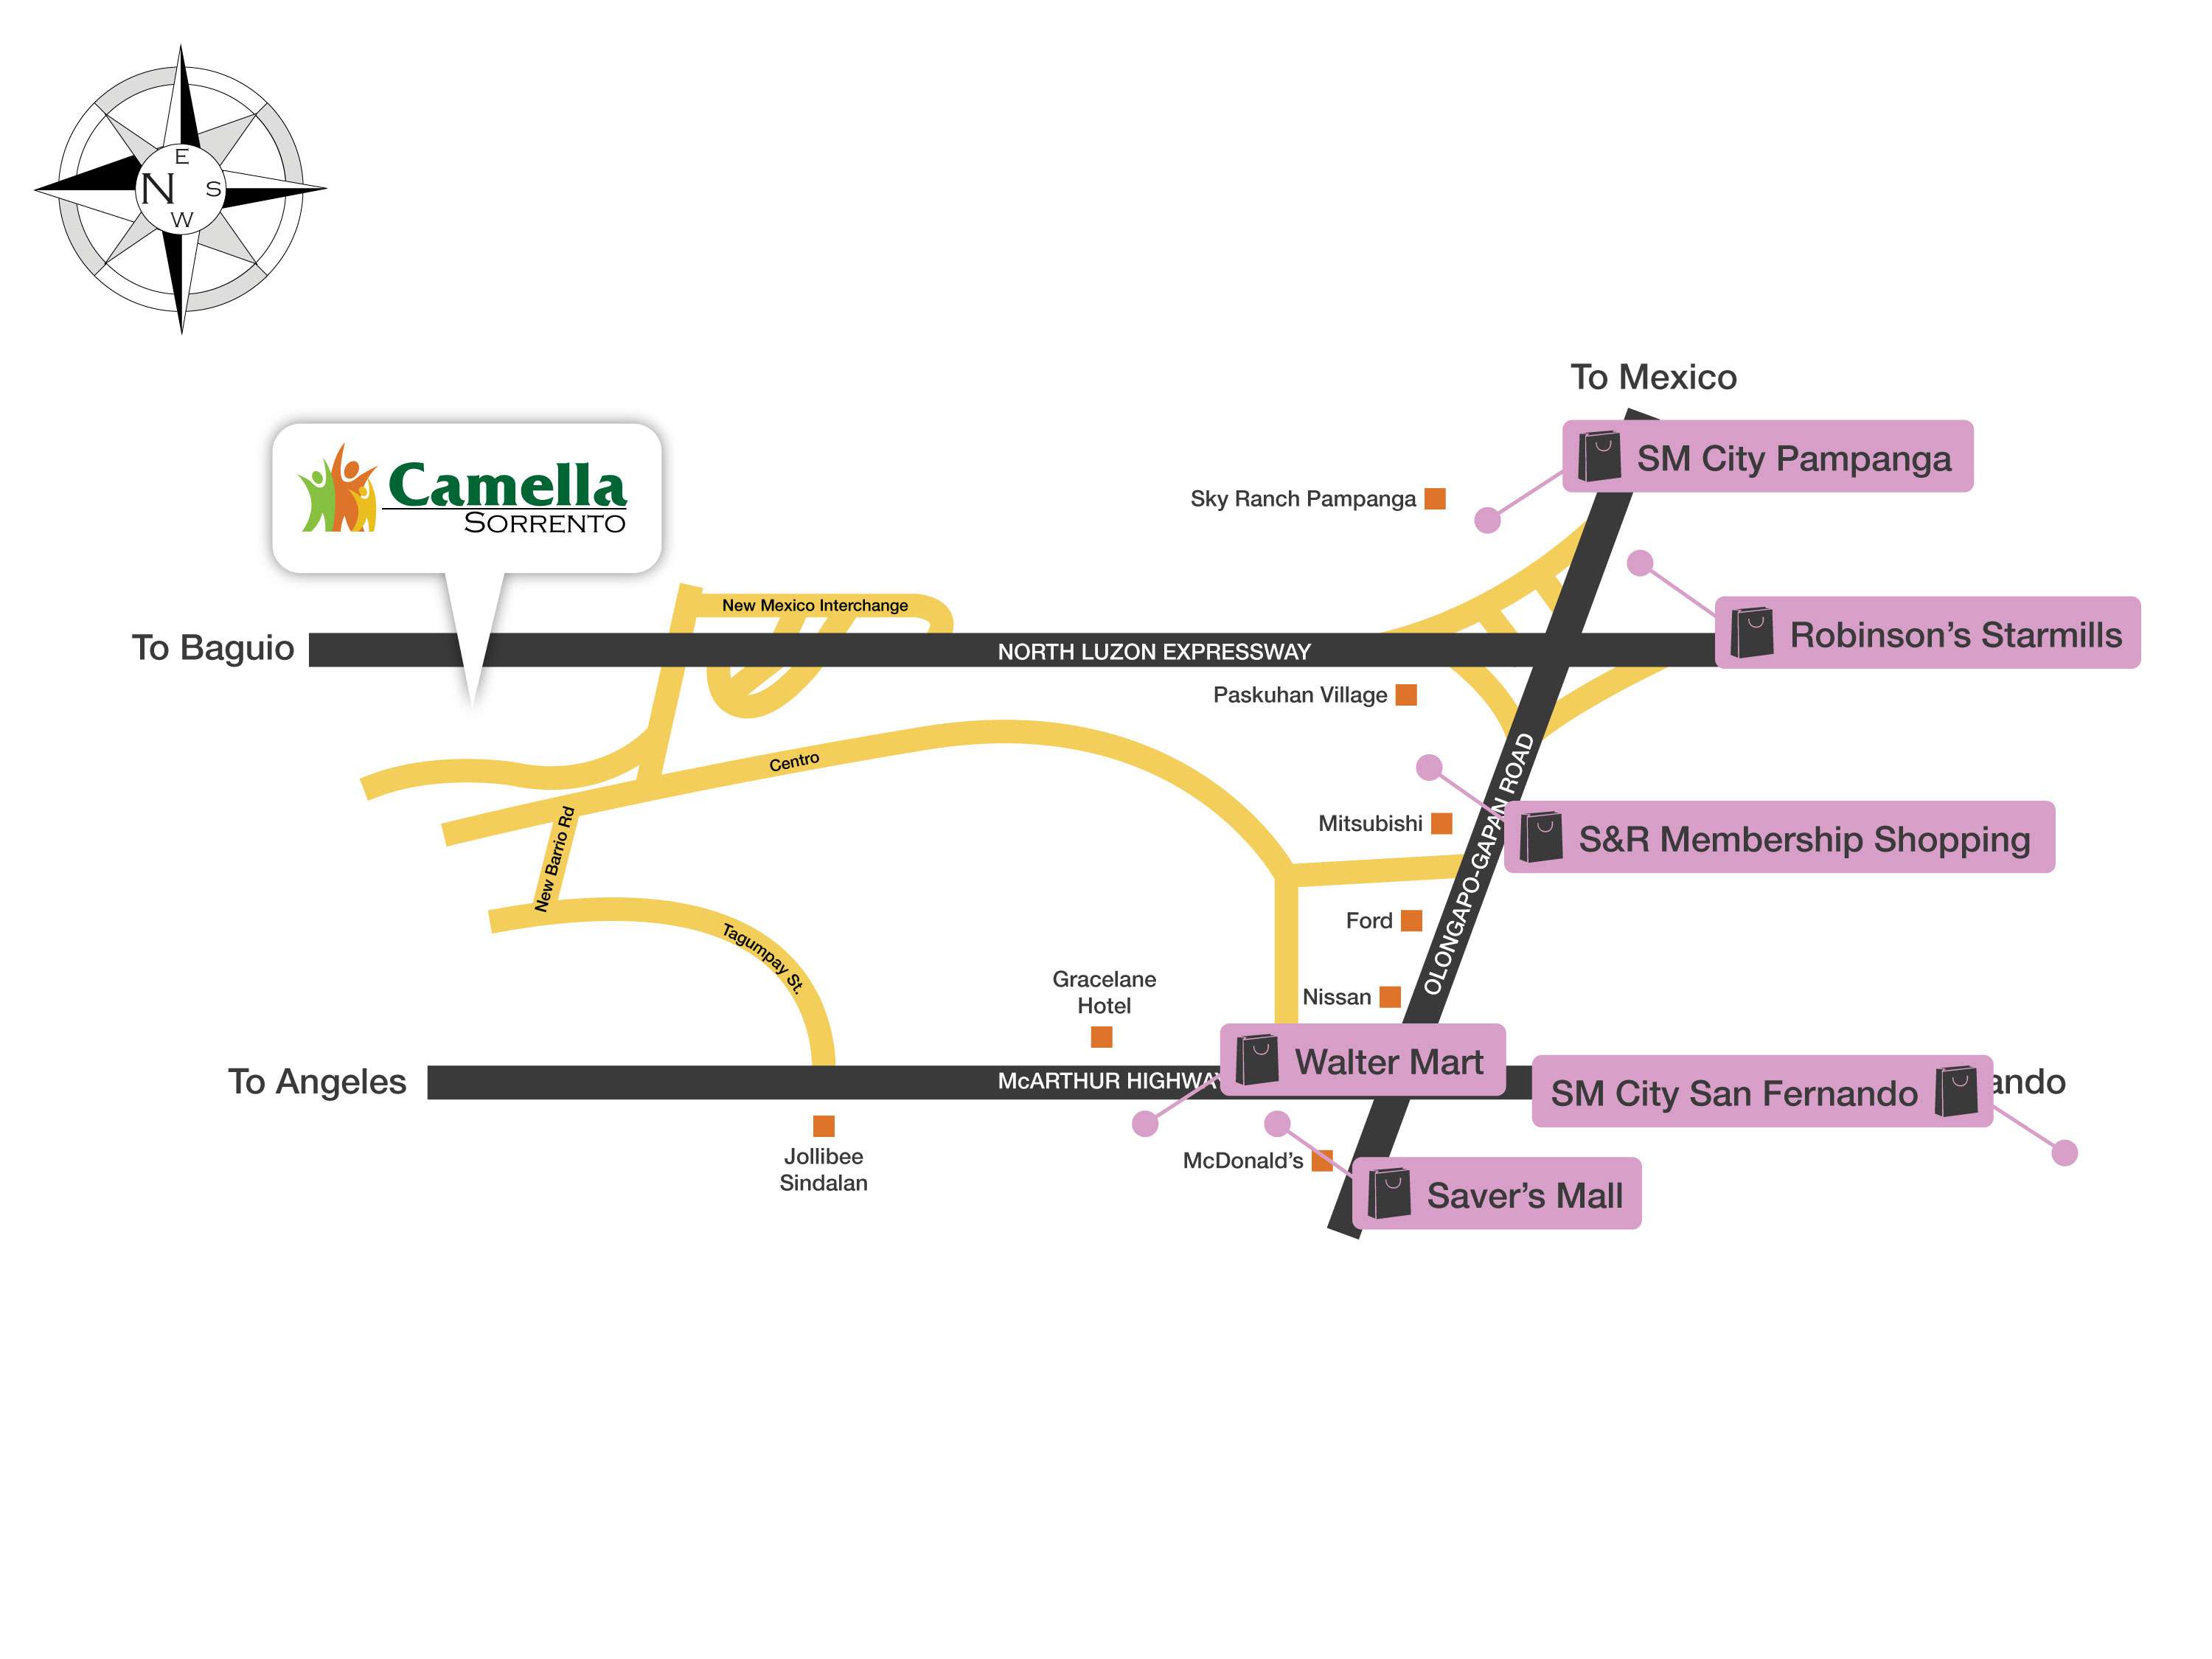 E
N S
W
To Mexico
SM City Pampanga
Camella
SORRENTO
Sky Ranch Pampanga
New Mexico Interchange
Robinson's Starmills
To Baguio
NORTH LUZON EXPRESSWAY
Paskuhan Village
Centro
OLONGAPO-GAPAN ROAD
Mitsubishi
S&R Membership Shopping
New Barrio Rd
Ford
Tagumpay St.
Gracelane
Hotel
Nissan
Walter Mart
To Angeles
McARTHUR HIGHWAY
SM City San Fernando
ando
Jollibee
Sindalan
McDonald's
Saver's Mall